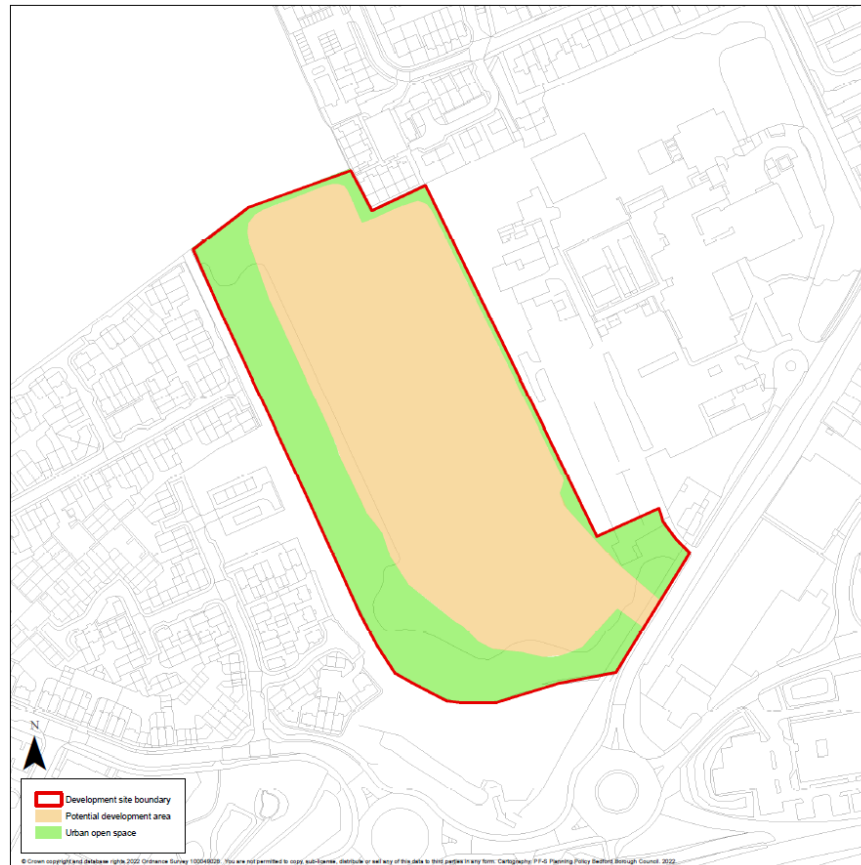 N
Development site boundary
Potential development area
Urban open space
© Crown copyright and database rights 2022 Ordnance Survey 100049028. You are not permitted to copy, sub-license, distribute or sell any of this data to third parties in any form. Cartography: PF-G Planning Policy Bedford Borough Council. 2022